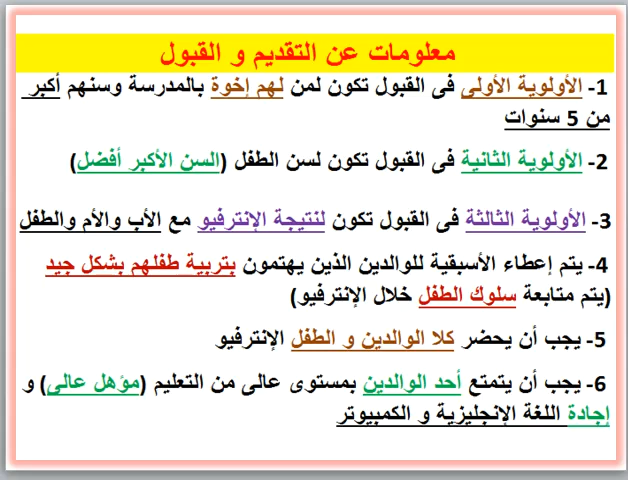 معلومات عن التقديم و القبول
1- الأولوية الأولى فى القبول تكون لمن لهم إخوة بالمدرسة وسنهم أكبر
من 5 سنوات
2- الأولوية الثانية فى القبول تكون لسن الطفل (السن الأكبر أفضل)
3- الأولوية الثالثة فى القبول تكون لنتيجة الإنترفيو مع الأب والأم والطفل
4- يتم إعطاء الأسبقية للوالدين الذين يهتمون بتربية طفلهم بشكل جيد
(يتم متابعة سلوك الطفل خلال الإنترفيو)
5- يجب أن يحضر كلا الوالدين و الطفل الإنترفيو
6- يجب أن يتمتع أحد الوالدين بمستوى عالى من التعليم (مؤهل عالى) و
إجادة اللغة الإنجليزية و الكمبيوتر